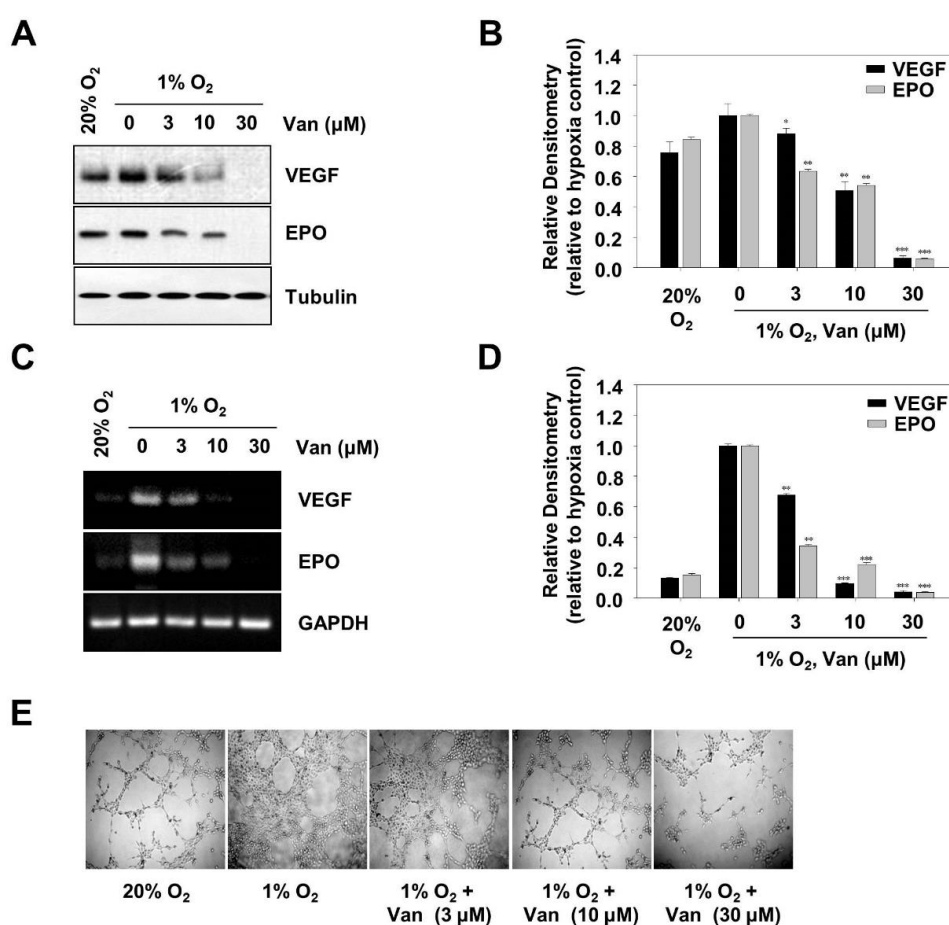 A
20% O2
1% O2
0 3 10 30 Van (μM)
VEGF
EPO
Tubulin
B
Relative Densitometry
(relative to hypoxia control)
1.4
1.2
1.0
0.8
0.6
0.4
0.2
0.0
VEGF
EPO
*
**
** **
*** ***
20% 0 3 10 30
O2
1% O2, Van (μM)
C
20% O2
1% O2
0 3 10 30 Van (μM)
VEGF
EPO
GAPDH
D
Relative Densitometry
(relative to hypoxia control)
1.4
1.2
1.0
0.8
0.6
0.4
0.2
0.0
VEGF
EPO
**
**
*** ***
*** ***
20% 0 3 10 30
O2
1% O2, Van (μM)
E
20% O2 1% O2 1% O2 + 1% O2 + 1% O2 +
Van (3 μM) Van (10 μM) Van (30 μM)